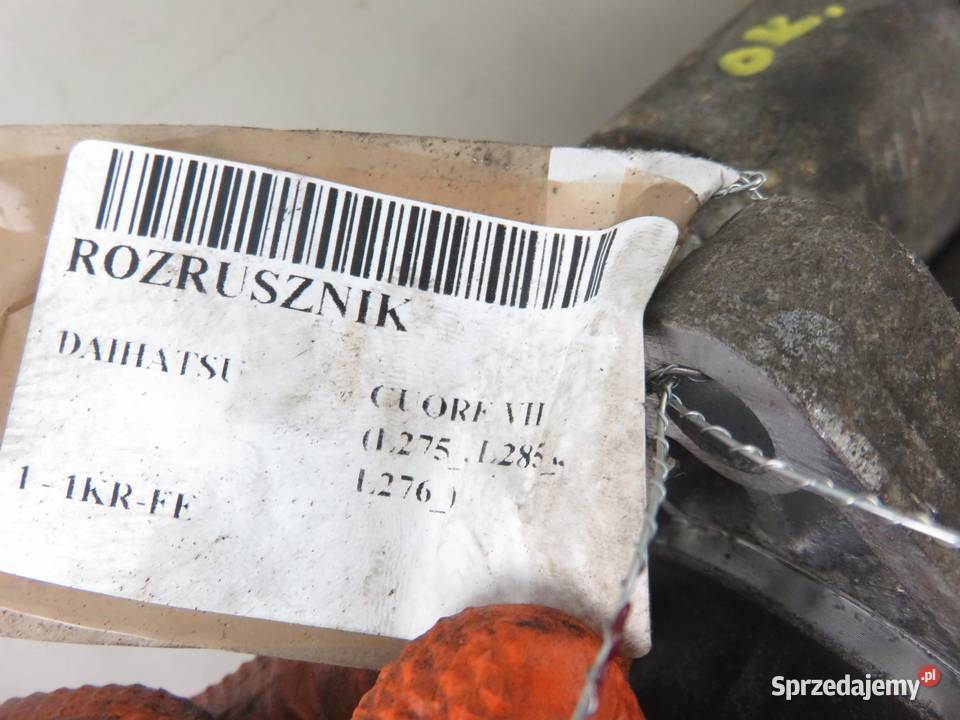 OK.
ROZRUSZNIK
DAIHATSU
CUORE VII
(L275_, L285_,
L276_)
1 - 1KR-FE
Sprzedajemy.pl